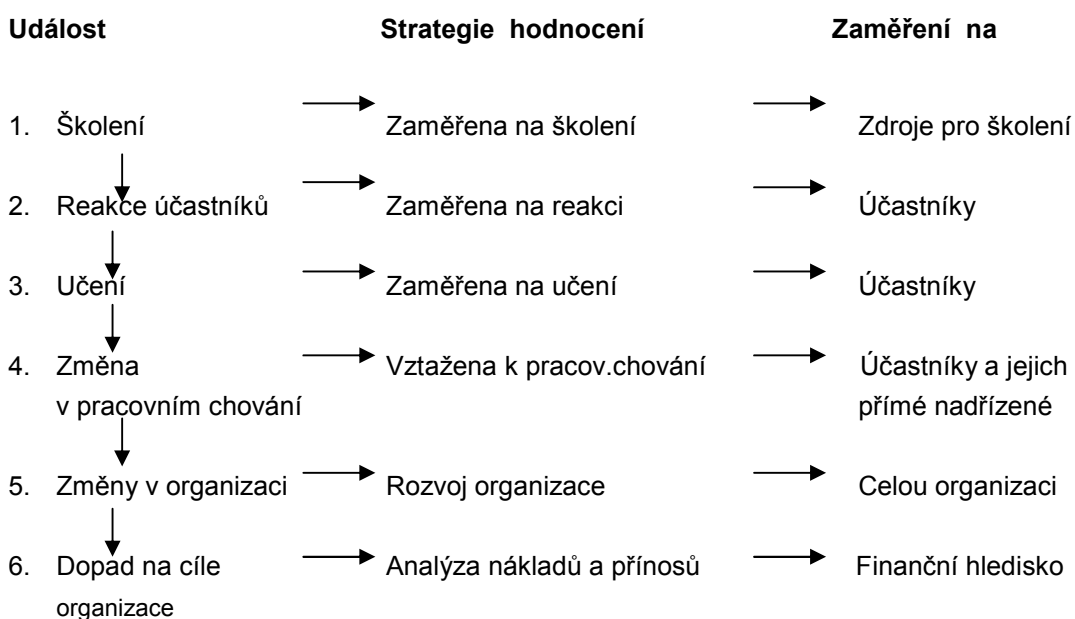 Událost Strategie hodnocení Zaměření na
1. Školení Zaměřena na školení Zdroje pro školení
2. Reakce účastníků Zaměřena na reakci Účastníky
3. Učení Zaměřena na učení Účastníky
4. Změna Vztažena k pracov.chování Účastníky a jejich
v pracovním chování přímé nadřízené
5. Změny v organizaci Rozvoj organizace Celou organizaci
6. Dopad na cíle Analýza nákladů a přínosů Finanční hledisko
organizace